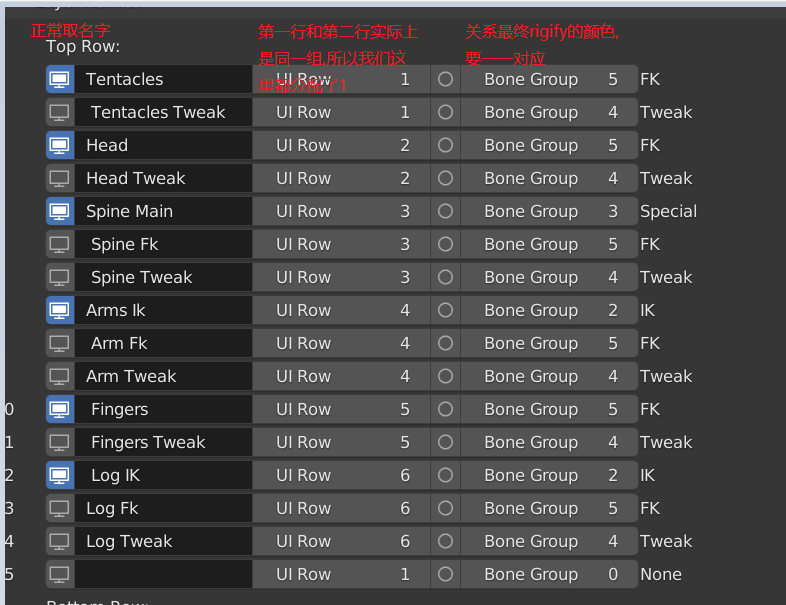 正常取名字
第一行和第二行实际上
关系最终rigify的颜色,
Top Row:
是同一组,所以我们这
要一一对应
Tentacles UI Row 1 Bone Group 5 FK
Tentacles Tweak UI Row 1 Bone Group 4 Tweak
Head UI Row 2 Bone Group 5 FK
Head Tweak UI Row 2 Bone Group 4 Tweak
Spine Main UI Row 3 Bone Group 3 Special
Spine Fk UI Row 3 Bone Group 5 FK
Spine Tweak UI Row 3 Bone Group 4 Tweak
Arms Ik UI Row 4 Bone Group 2 IK
Arm Fk UI Row 4 Bone Group 5 FK
Arm Tweak UI Row 4 Bone Group 4 Tweak
0 Fingers UI Row 5 Bone Group 5 FK
1 Fingers Tweak UI Row 5 Bone Group 4 Tweak
2 Log IK UI Row 6 Bone Group 2 IK
3 Log Fk UI Row 6 Bone Group 5 FK
4 Log Tweak UI Row 6 Bone Group 4 Tweak
5 UI Row 1 Bone Group 0 None
Bottom Row: